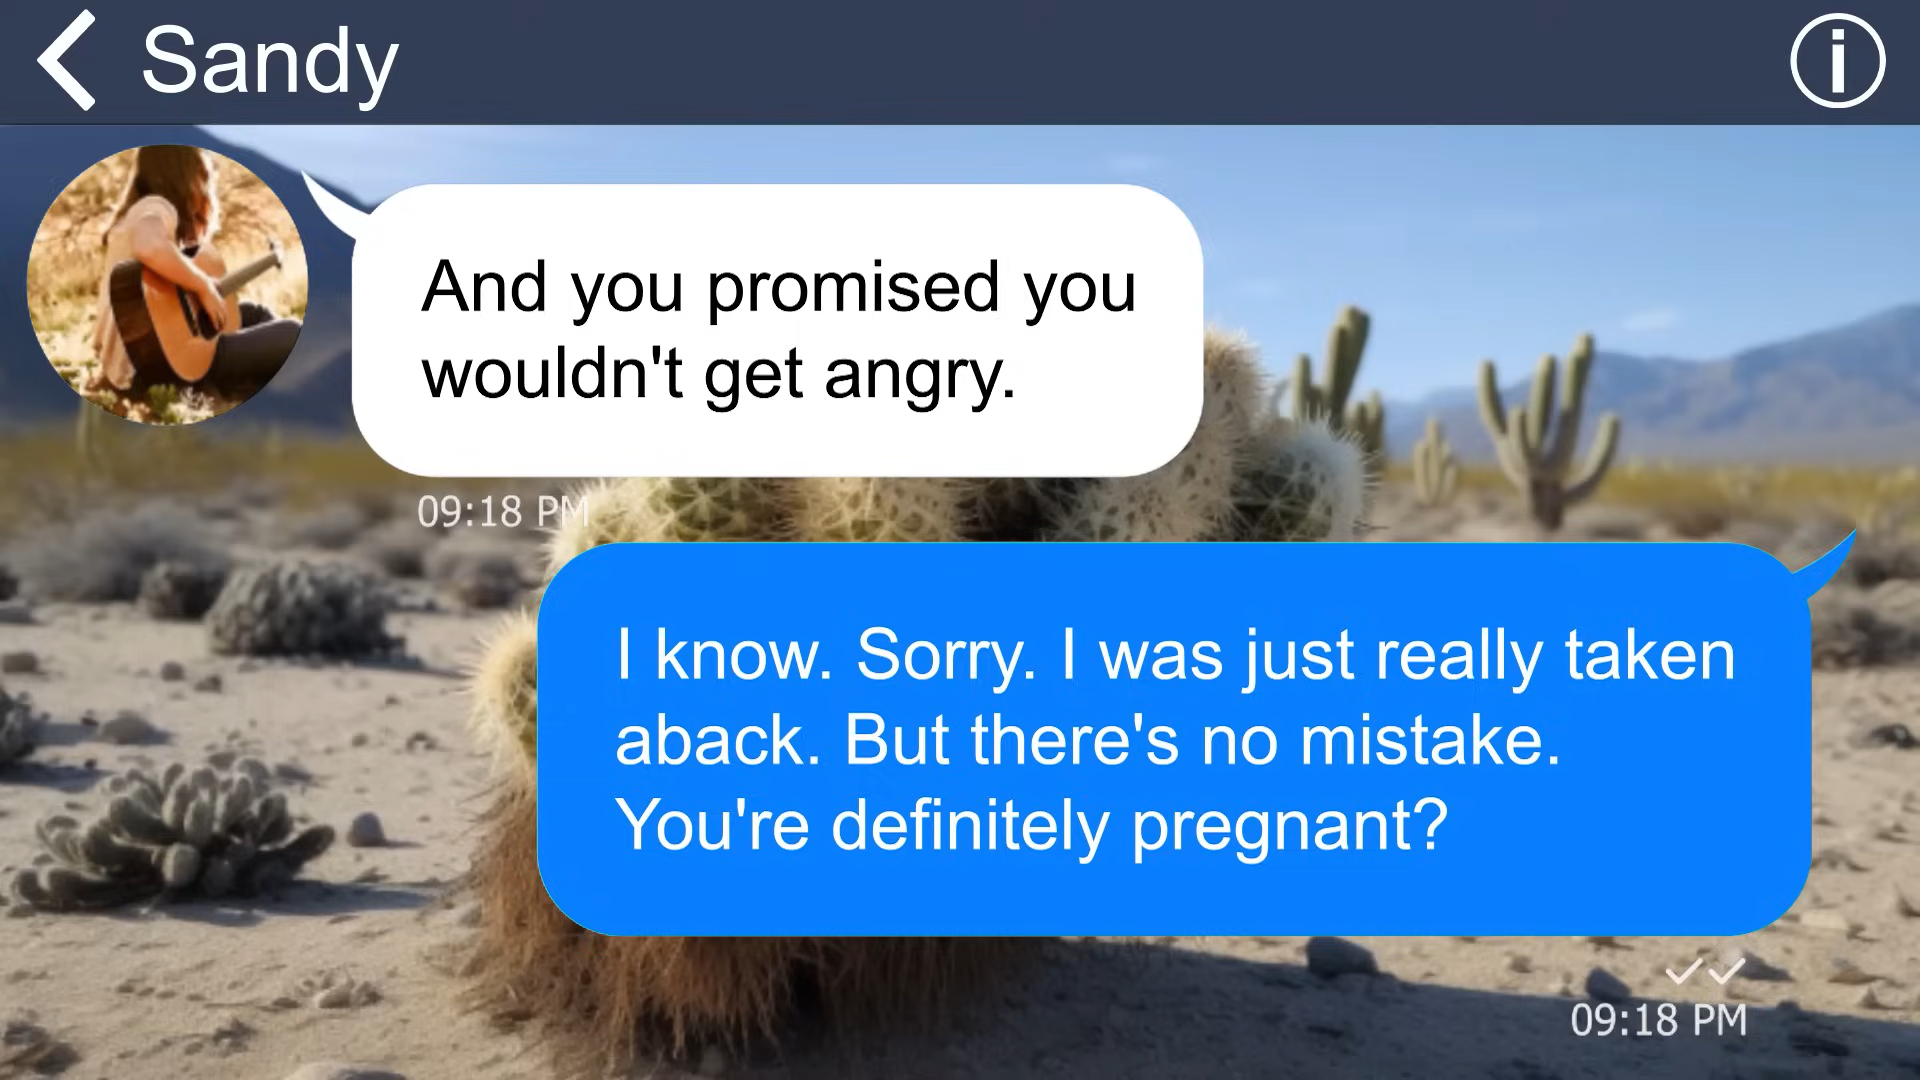 Sandy
And you promised you
wouldn't get angry.
09:18 PM
I know. Sorry. I was just really taken
aback. But there's no mistake.
You're definitely pregnant?
09:18 PM